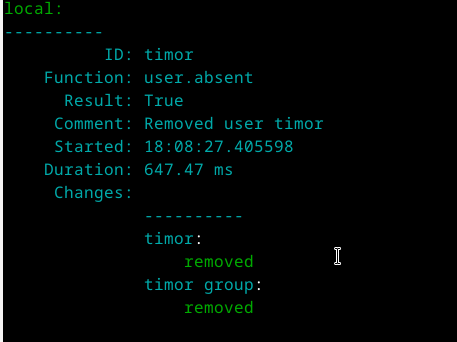 local:
----------
          ID: timor
    Function: user.absent
      Result: True
     Comment: Removed user timor
     Started: 18:08:27.405598
    Duration: 647.47 ms
     Changes:
              ----------
              timor:
                  removed
              timor group:
                  removed